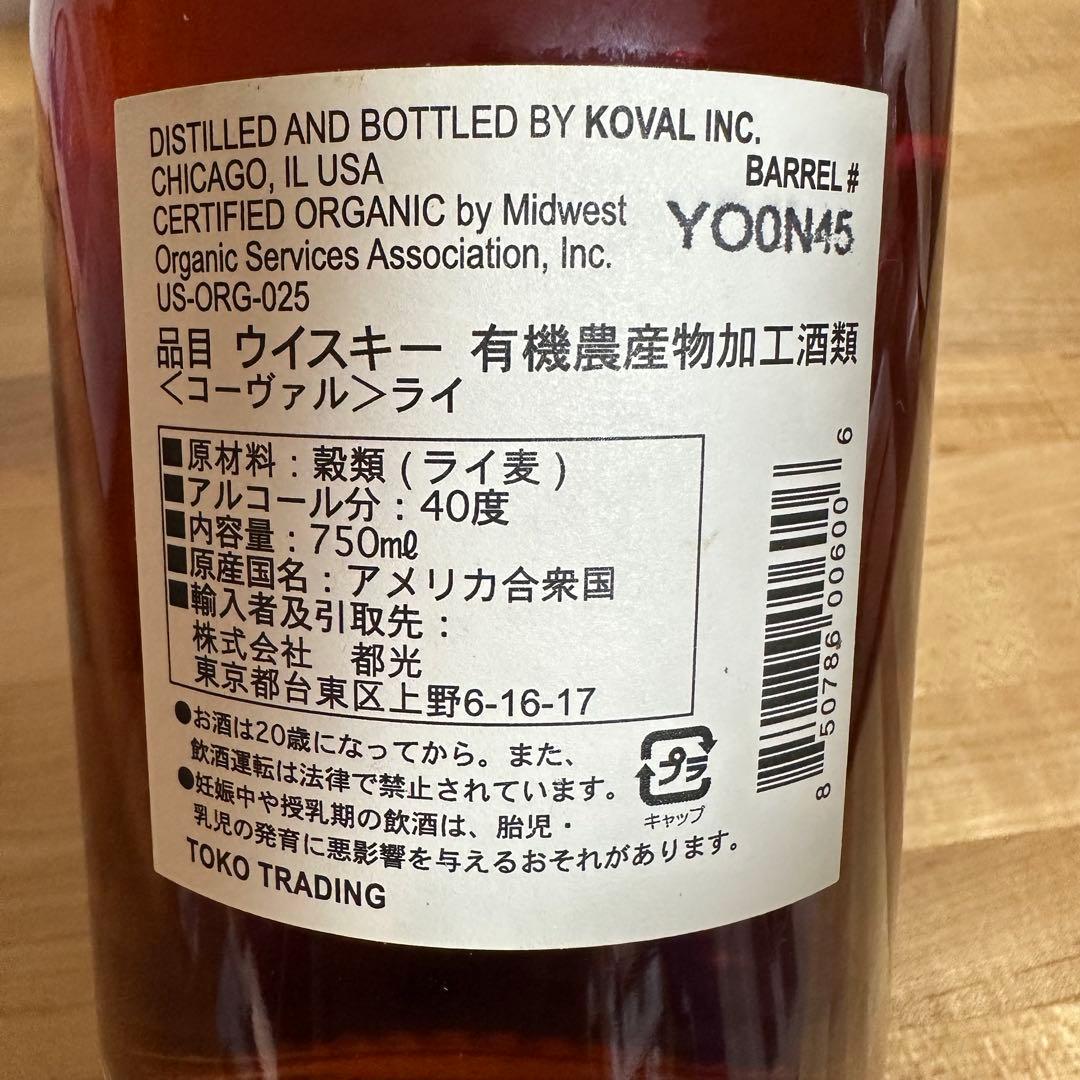 DISTILLED AND BOTTLED BY KOVAL INC.
CHICAGO, IL USA
BARREL#
CERTIFIED ORGANIC by Midwest
YO0N45
Organic Services Association, Inc.
US-ORG-025
品目 ウイスキー 有機農産物加工酒類
<コーヴァル>ライ
■原材料：穀類(ライ麦)
■アルコール分：40度
■内容量：750mℓ
■原産国名：アメリカ合衆国
■輸入者及引取先：
株式会社 都光
東京都台東区上野6-16-17
●お酒は20歳になってから。また、
飲酒運転は法律で禁止されています。
●妊娠中や授乳期の飲酒は、胎児・
乳児の発育に悪影響を与えるおそれがあります。
プラ
キャップ
TOKO TRADING
8 50786 00600 6